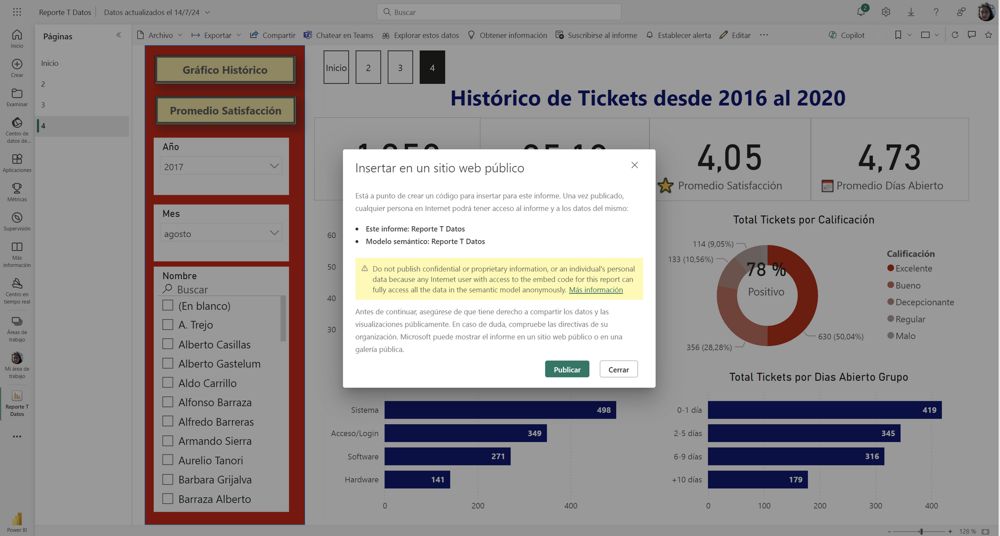 Reporte T Datos
Datos actualizados el 14/7/24
Buscar
2
Inicio
Crear
Examinar
Centro de
datos de...
Aplicaciones
Métricas
Supervisión
Más
información
Centro en
tiempo real
Áreas de
trabajo
Mi área de
trabajo
Reporte T
Datos
Power BI
Páginas
Inicio
2
3
4
Archivo
Exportar
Compartir
Chatear en Teams
Explorar estos datos
Obtener información
Suscribirse al informe
Establecer alerta
Editar
Copilot
Gráfico Histórico
Promedio Satisfacción
Año
2017
Mes
agosto
Nombre
Buscar
(En blanco)
A. Trejo
Alberto Casillas
Alberto Gastelum
Aldo Carrillo
Alfonso Barraza
Alfredo Barreras
Armando Sierra
Aurelio Tanori
Barbara Grijalva
Barraza Alberto
Inicio
2
3
4
Histórico de Tickets desde 2016 al 2020
4,05
Promedio Satisfacción
4,73
Promedio Días Abierto
Insertar en un sitio web público
Está a punto de crear un código para insertar para este informe. Una vez publicado,
cualquier persona en Internet podrá tener acceso al informe y a los datos del mismo:
Este informe: Reporte T Datos
Modelo semántico: Reporte T Datos
Do not publish confidential or proprietary information, or an individual's personal
data because any Internet user with access to the embed code for this report can
fully access all the data in the semantic model anonymously. Más información
Antes de continuar, asegúrese de que tiene derecho a compartir los datos y las
visualizaciones públicamente. En caso de duda, compruebe las directivas de su
organización. Microsoft puede mostrar el informe en un sitio web público o en una
galería pública.
Publicar
Cerrar
60
50
40
30
Total Tickets por Calificación
114 (9,05%)
133 (10,56%)
78 %
Positivo
356 (28,28%)
630 (50,04%)
Calificación
Excelente
Bueno
Decepcionante
Regular
Malo
Sistema
498
Acceso/Login
349
Software
271
Hardware
141
0
200
400
Total Tickets por Dias Abierto Grupo
0-1 día
419
2-5 días
345
6-9 días
316
+10 días
179
0
100
200
300
400
- + 128 %